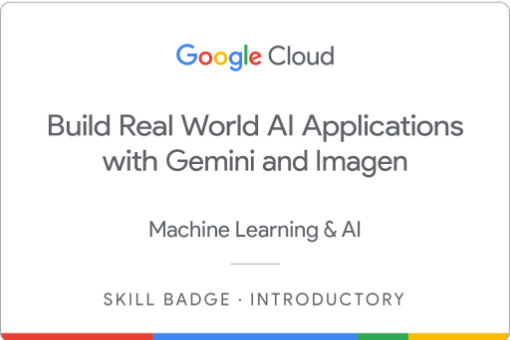 Google Cloud
Build Real World AI Applications
with Gemini and Imagen
Machine Learning & AI
SKILL BADGE · INTRODUCTORY